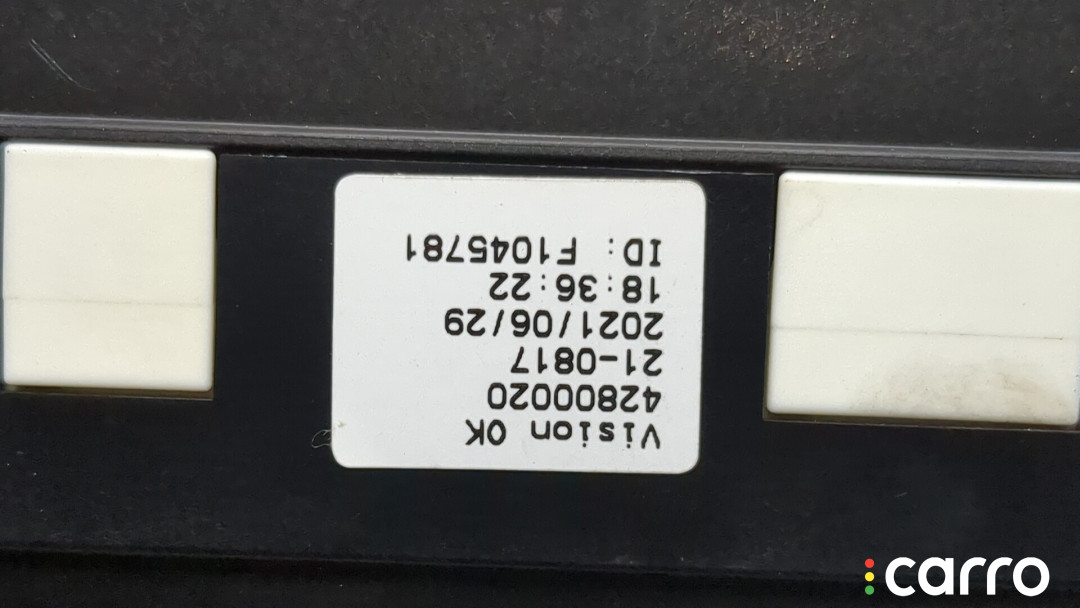 Vision OK
42800020
21-0817
2021/06/29
18:36:22
ID: F1045781
carro